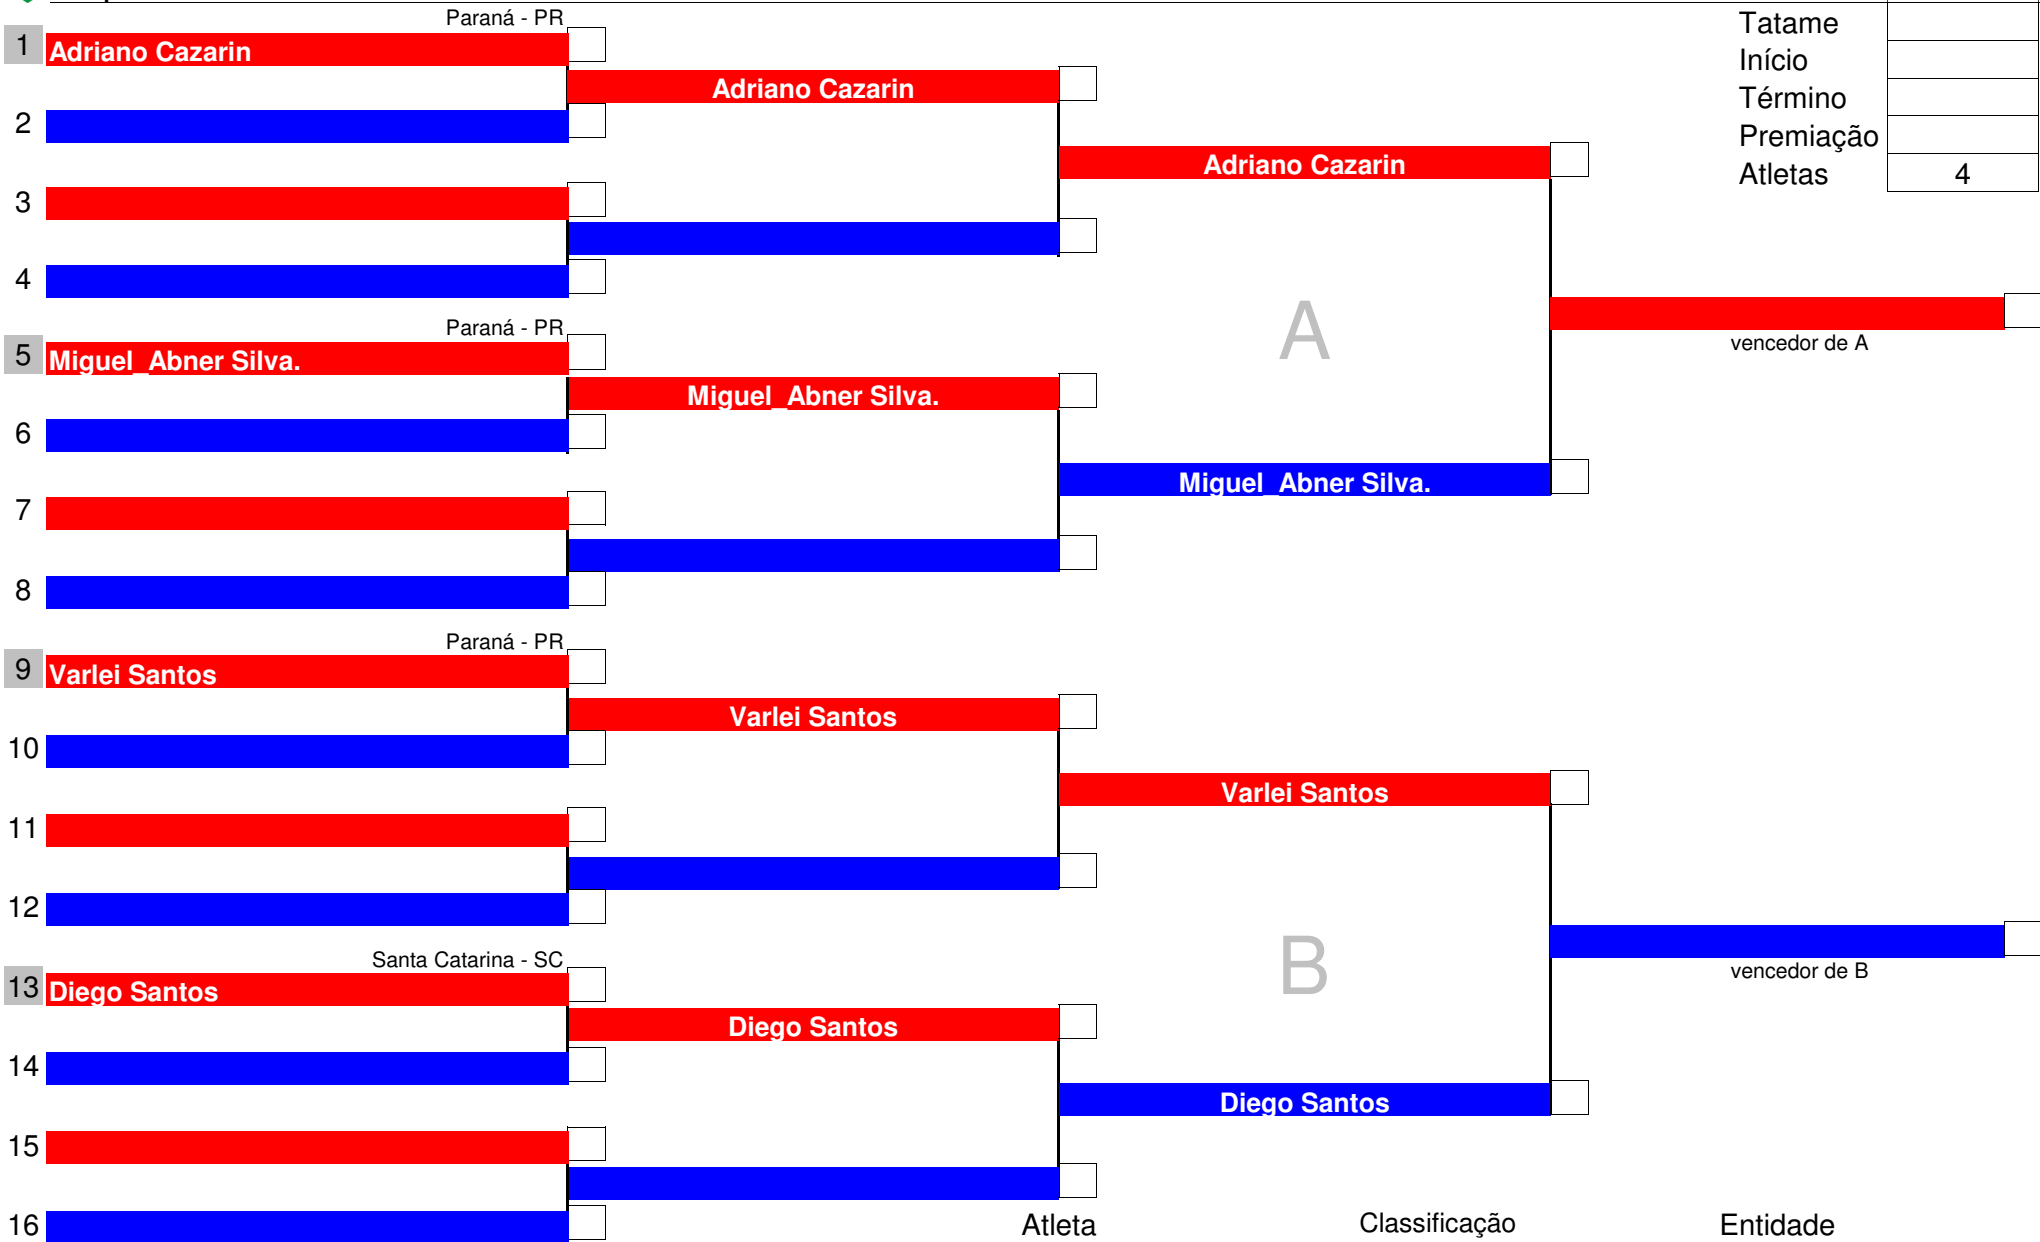 Paraná - PR
1 Adriano Cazarin
Adriano Cazarin
2
Adriano Cazarin
3
4
Tatame
Início
Término
Premiação
Atletas 4
Paraná - PR
5 Miguel_Abner Silva.
Miguel_Abner Silva.
6
A
vencedor de A
Miguel_Abner Silva.
7
8
Paraná - PR
9 Varlei Santos
Varlei Santos
10
Varlei Santos
11
12
Santa Catarina - SC
13 Diego Santos
Diego Santos
14
B
vencedor de B
Diego Santos
15
16
Atleta Classificação Entidade